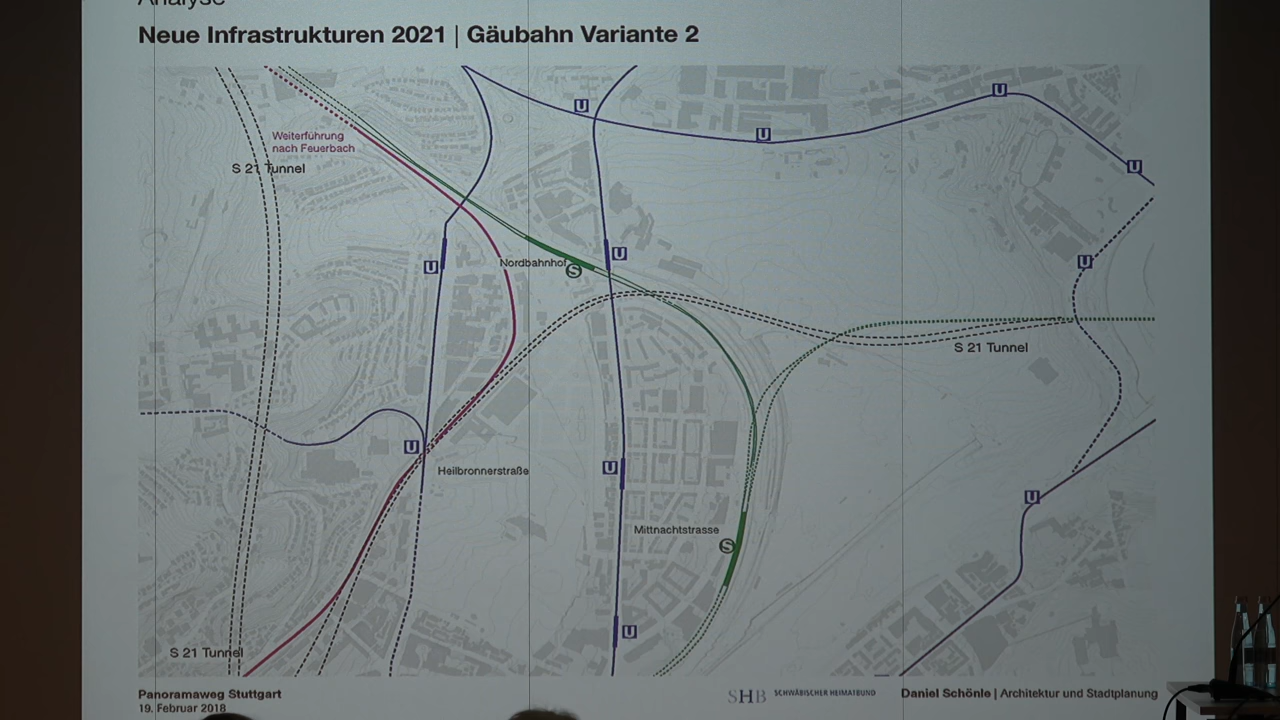 Analyse
Neue Infrastrukturen 2021 | Gäubahn Variante 2
U
U
U
Weiterführung
nach Feuerbach
S 21 Tunnel
U
U
U
Nordbahnhof
S
U
S 21 Tunnel
U
Heilbronnerstraße
U
U
Mittnachtstrasse
S
U
S 21 Tunnel
Panoramaweg Stuttgart
19. Februar 2018
SHB SCHWÄBISCHER HEIMATBUND
Daniel Schönle | Architektur und Stadtplanung